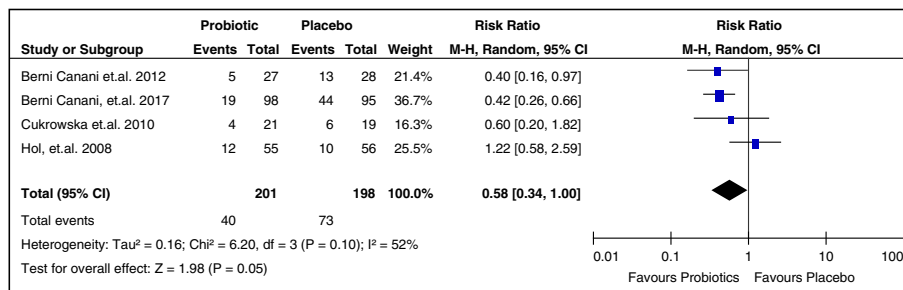 Probiotic Placebo Risk Ratio Risk Ratio
Study or Subgroup Events Total Events Total Weight M-H, Random, 95% CI M-H, Random, 95% CI
Berni Canani et.al. 2012 5 27 13 28 21.4% 0.40 [0.16, 0.97]
Berni Canani, et.al. 2017 19 98 44 95 36.7% 0.42 [0.26, 0.66]
Cukrowska et.al. 2010 4 21 6 19 16.3% 0.60 [0.20, 1.82]
Hol, et.al. 2008 12 55 10 56 25.5% 1.22 [0.58, 2.59]
Total (95% CI) 201 198 100.0% 0.58 [0.34, 1.00]
Total events 40 73
Heterogeneity: Tau² = 0.16; Chi² = 6.20, df = 3 (P = 0.10); I² = 52%
Test for overall effect: Z = 1.98 (P = 0.05)
0.01 0.1 1 10 100
Favours Probiotics Favours Placebo